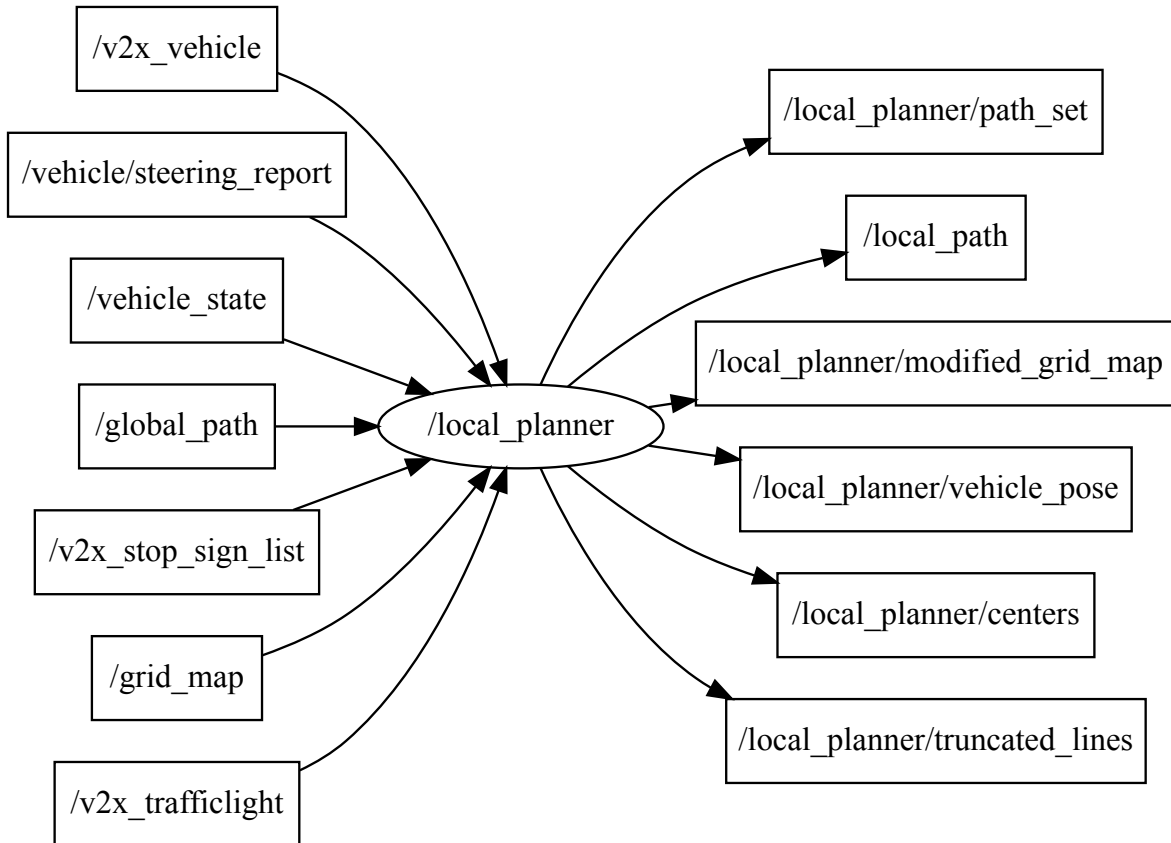 /v2x_vehicle
/vehicle/steering_report
/vehicle_state
/global_path
/v2x_stop_sign_list
/grid_map
/v2x_trafficlight
/local_planner
/local_planner/path_set
/local_path
/local_planner/modified_grid_map
/local_planner/vehicle_pose
/local_planner/centers
/local_planner/truncated_lines